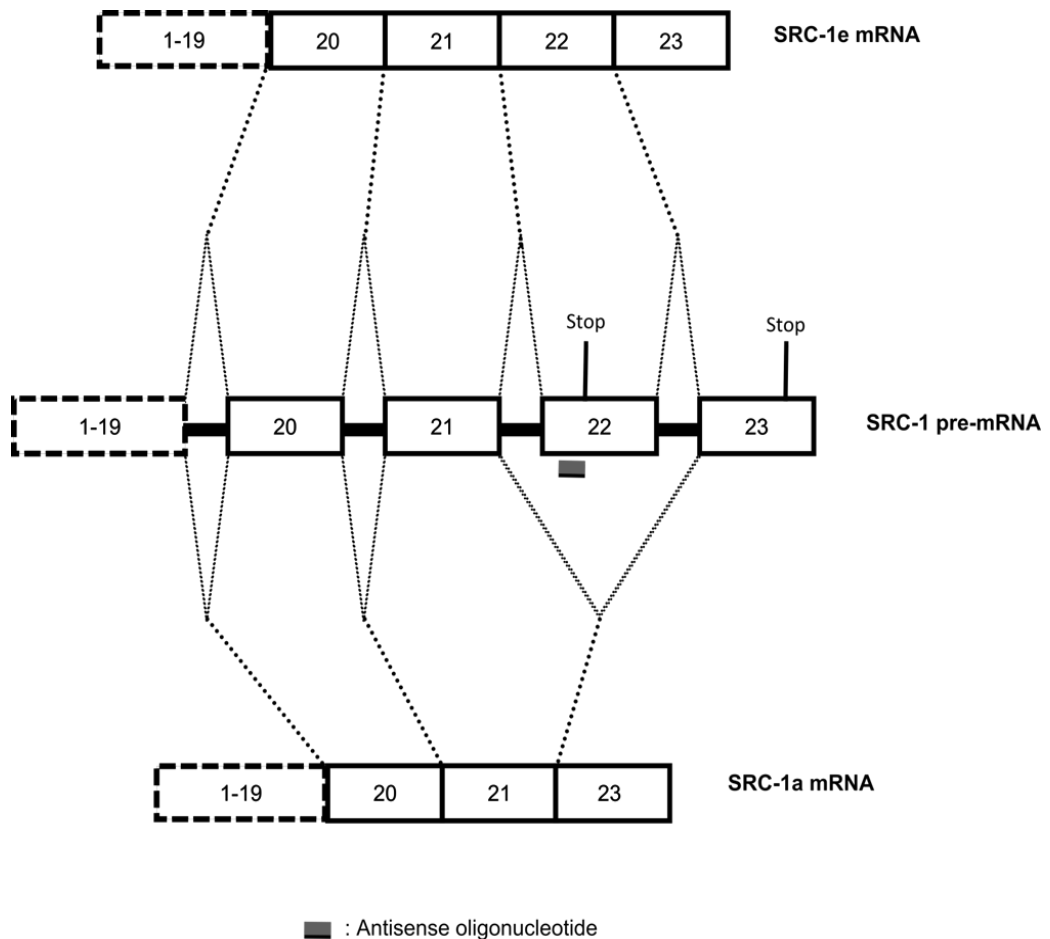 1-19 20 21 22 23 SRC-1e mRNA
Stop Stop
1-19 20 21 22 23 SRC-1 pre-mRNA
1-19 20 21 23 SRC-1a mRNA
: Antisense oligonucleotide